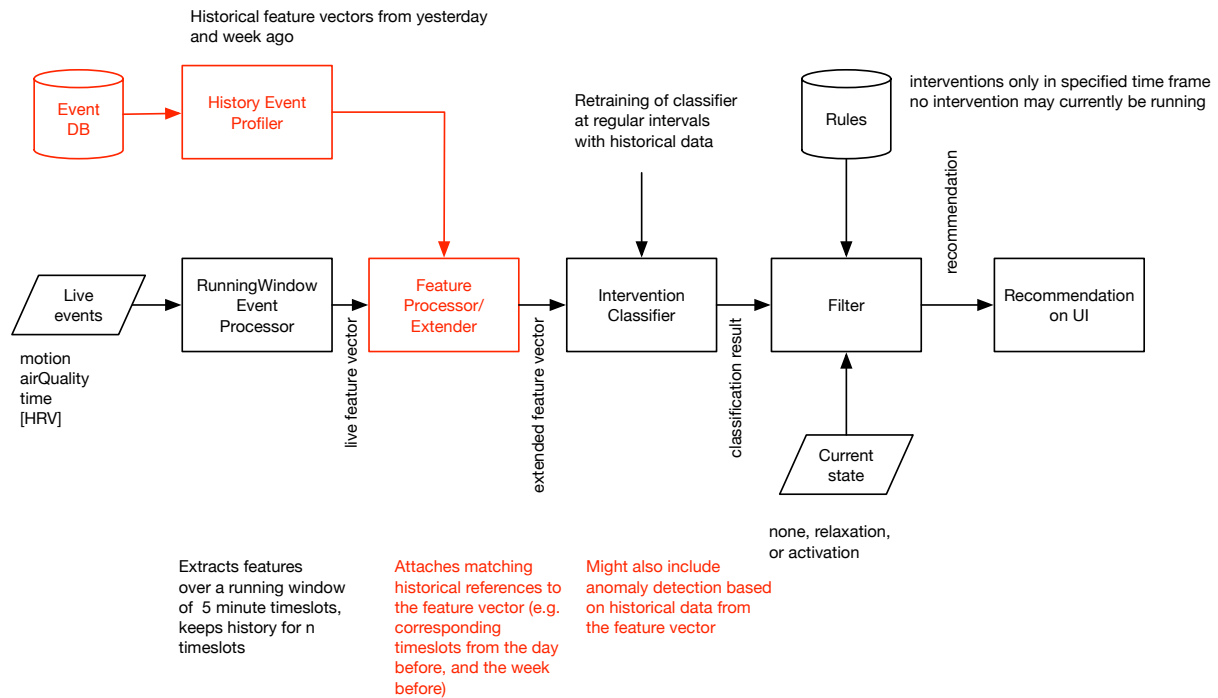 Historical feature vectors from yesterday
and week ago
Event
DB
History Event
Profiler
Retraining of classifier
at regular intervals
with historical data
Rules
interventions only in specified time frame
no intervention may currently be running
Live
events
motion
airQuality
time
[HRV]
RunningWindow
Event
Processor
live feature vector
Feature
Processor/
Extender
extended feature vector
Intervention
Classifier
classification result
Filter
recommendation
Recommendation
on UI
Current
state
none, relaxation,
or activation
Extracts features
over a running window
of  5 minute timeslots,
keeps history for n
timeslots
Attaches matching
historical references to
the feature vector (e.g.
corresponding
timeslots from the day
before, and the week
before)
Might also include
anomaly detection based
on historical data from
the feature vector